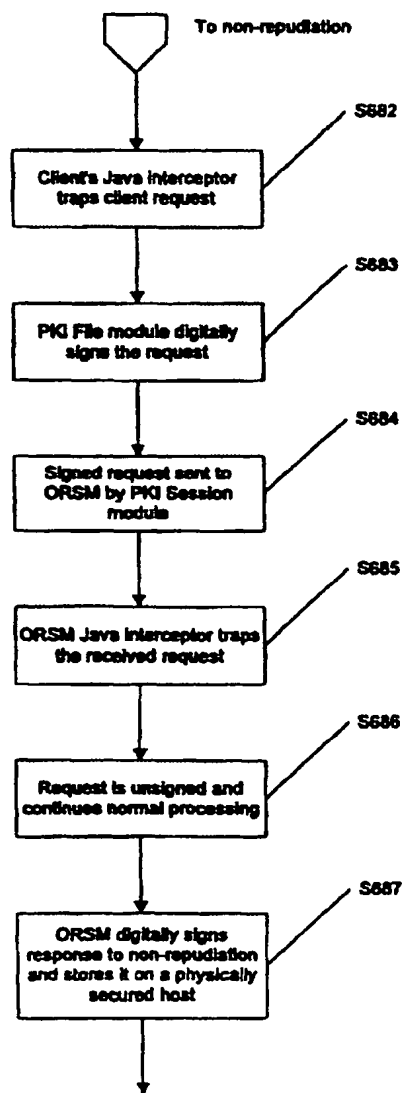 To non-repudiation
S682
Client's Java interceptor
traps client request
S683
PKI File module digitally
signs the request
S684
Signed request sent to
ORSM by PKI Session
module
S685
ORSM Java interceptor traps
the received request
S686
Request is unsigned and
continues normal processing
S687
ORSM digitally signs
response to non-repudiation
and stores it on a physically
secured host